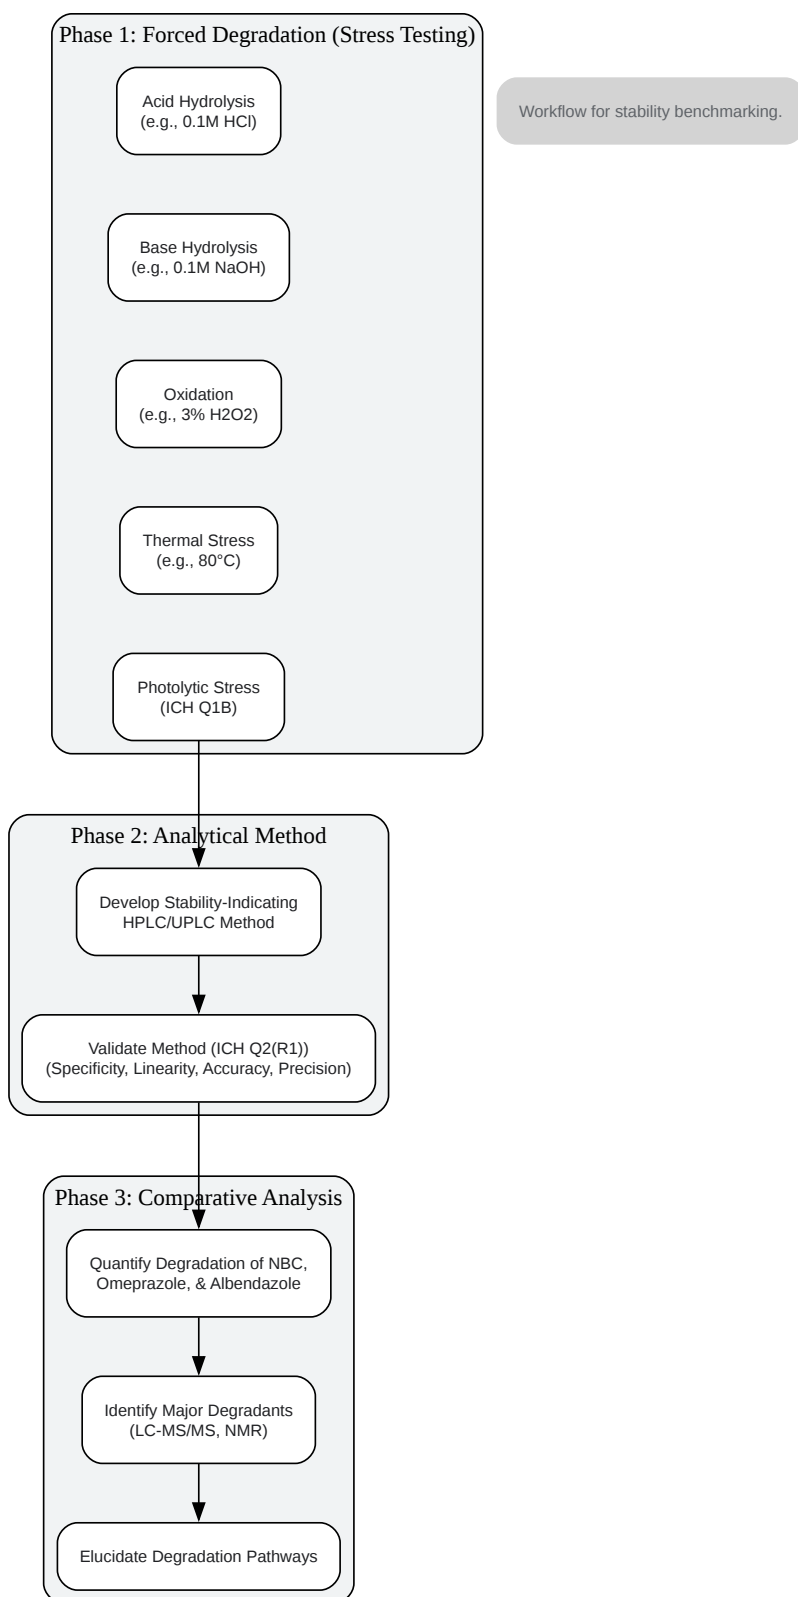 Phase 1: Forced Degradation (Stress Testing)
Acid Hydrolysis
(e.g., 0.1M HCl)
Workflow for stability benchmarking.
Base Hydrolysis
(e.g., 0.1M NaOH)
Oxidation
(e.g., 3% H2O2)
Thermal Stress
(e.g., 80°C)
Photolytic Stress
(ICH Q1B)
Phase 2: Analytical Method
Develop Stability-Indicating
HPLC/UPLC Method
Validate Method (ICH Q2(R1))
(Specificity, Linearity, Accuracy, Precision)
Phase 3: Comparative Analysis
Quantify Degradation of NBC,
Omeprazole, & Albendazole
Identify Major Degradants
(LC-MS/MS, NMR)
Elucidate Degradation Pathways